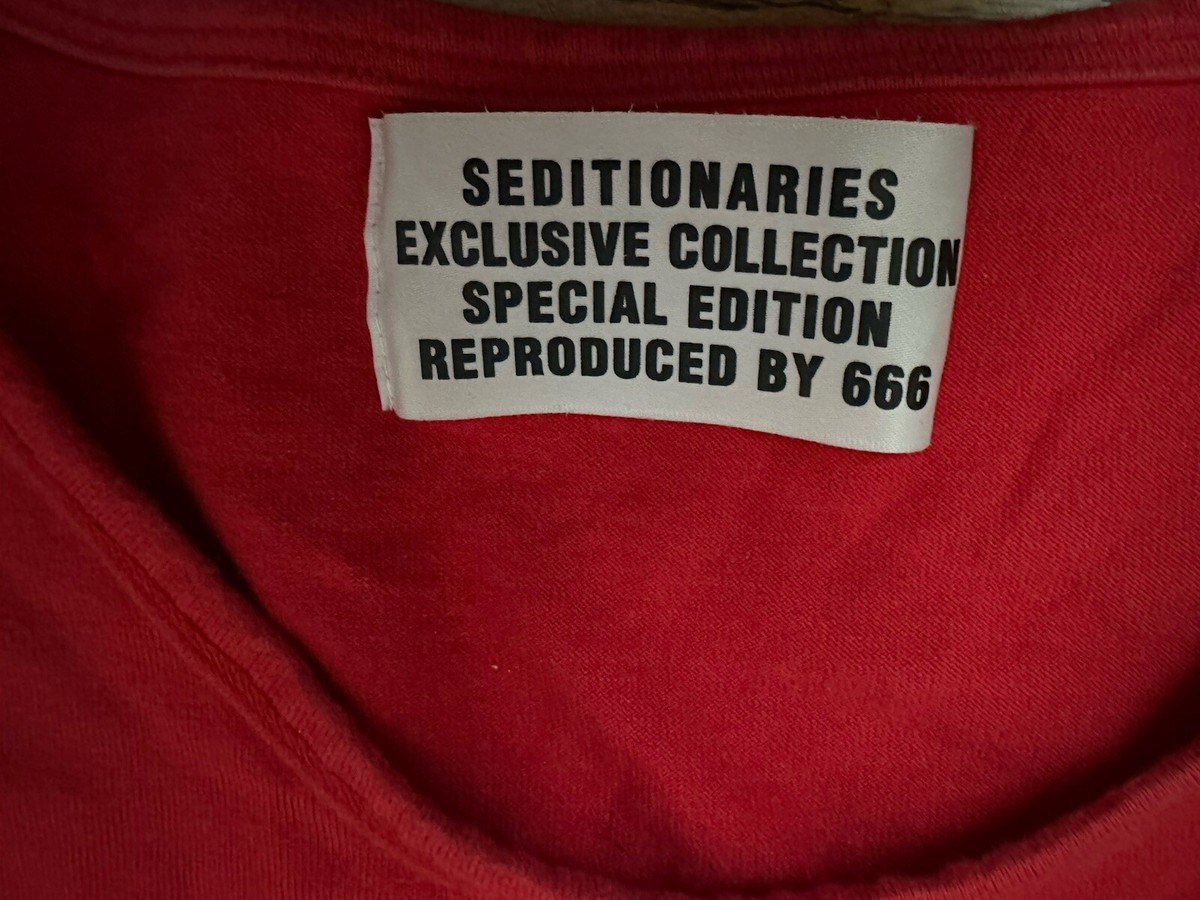 SEDITIONARIES
EXCLUSIVE COLLECTION
SPECIAL EDITION
REPRODUCED BY 666